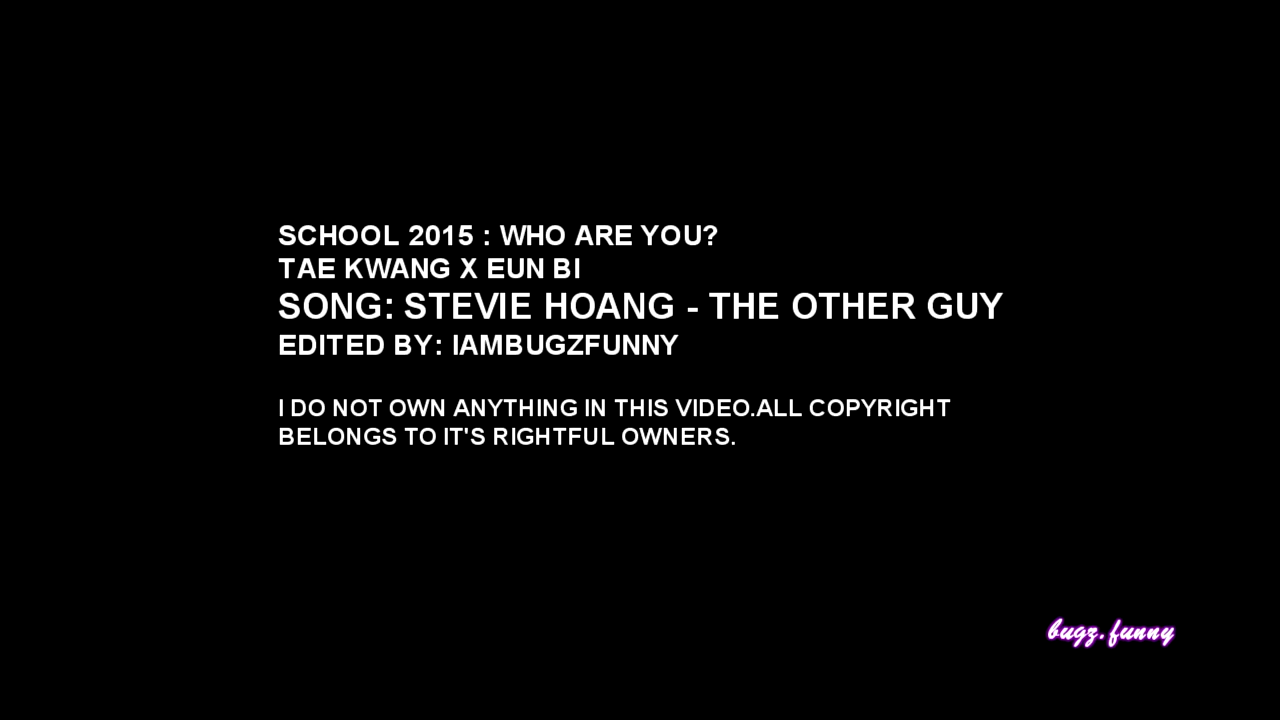 SCHOOL 2015 : WHO ARE YOU?
TAE KWANG X EUN BI
SONG: STEVIE HOANG - THE OTHER GUY
EDITED BY: IAMBUGZFUNNY
I DO NOT OWN ANYTHING IN THIS VIDEO.ALL COPYRIGHT
BELONGS TO IT'S RIGHTFUL OWNERS.
bugz.funny